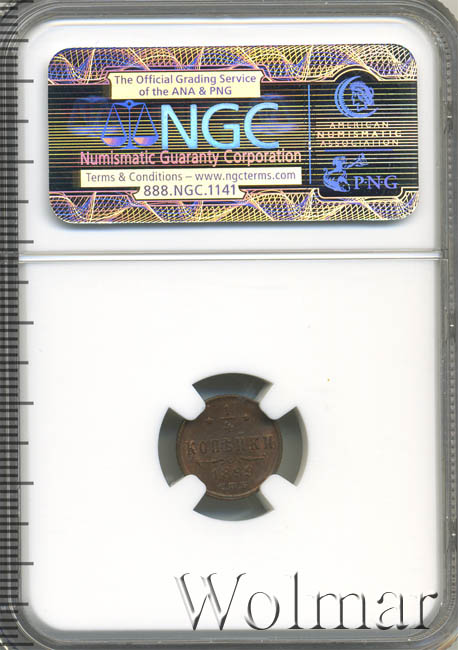 The Official Grading Service
of the ANA & PNG
NGC
Numismatic Guaranty Corporation
Terms & Conditions – www.ngcterms.com
888.NGC.1141
AMERICAN
NUMISMATIC
ASSOCIATION
PNG
КОПѢЙКИ
Wolmar